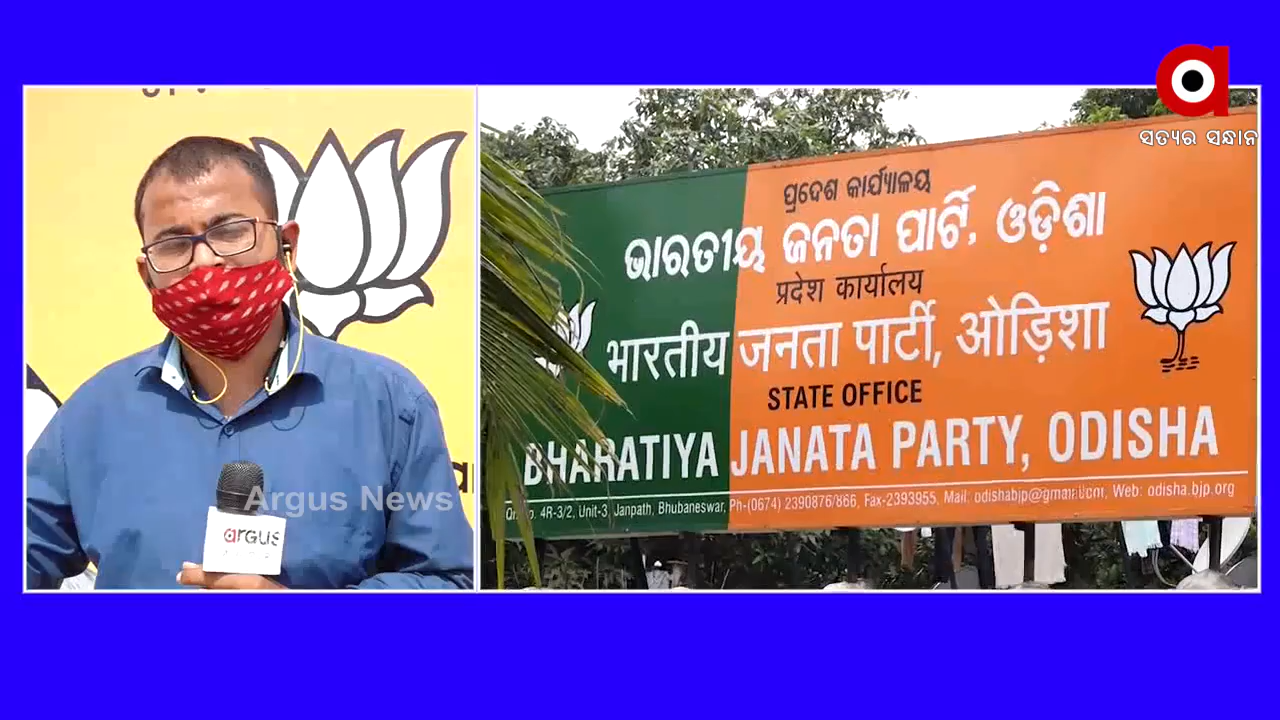 ସତ୍ୟର ସନ୍ଧାନ
Argus News
argus
ପ୍ରଦେଶ କାର୍ଯ୍ୟାଳୟ
ଭାରତୀୟ ଜନତା ପାର୍ଟି, ଓଡ଼ିଶା
प्रदेश कार्यालय
भारतीय जनता पार्टी, ओड़िशा
STATE OFFICE
BHARATIYA JANATA PARTY, ODISHA
4R-3/2, Unit-3, Janpath, Bhubaneswar, Ph-(0674) 2390876/866, Fax-2393955, Mail: odishabjp@gmail.com, Web: odisha.bjp.org